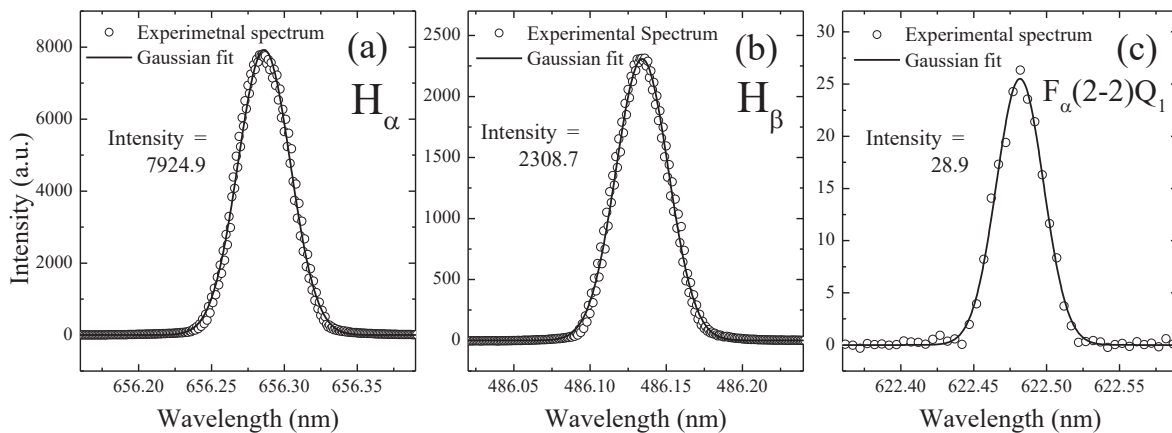 Experimetnal spectrum
Gaussian fit
(a)
Hα
Intensity =
7924.9
8000
6000
4000
2000
0
Intensity (a.u.)
656.20
656.25
656.30
656.35
Wavelength (nm)
Experimental Spectrum
Gaussian fit
(b)
Hβ
Intensity =
2308.7
2500
2000
1500
1000
500
0
486.10
486.15
486.20
Wavelength (nm)
Experimental spectrum
Gaussian fit
(c)
Fα(2-2)Q1
Intensity =
28.9
30
25
20
15
10
5
0
622.40
622.45
622.50
622.55
Wavelength (nm)